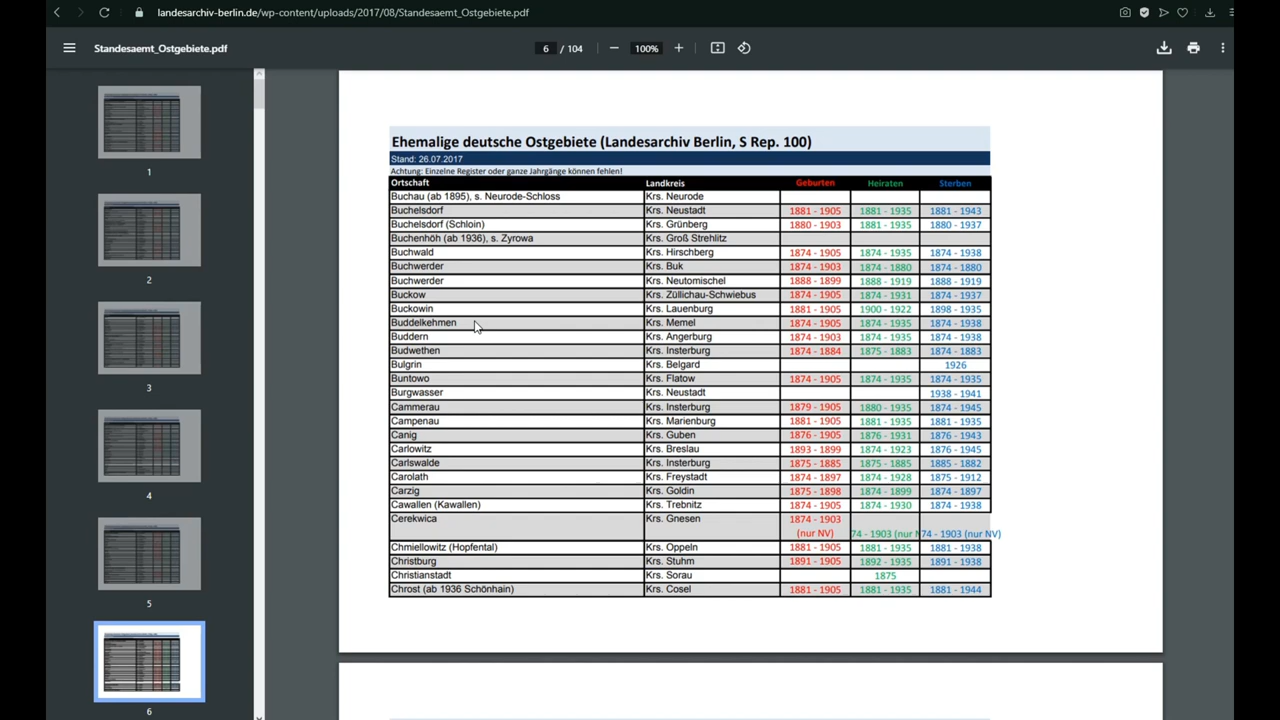 landesarchiv-berlin.de/wp-content/uploads/2017/08/Standesaemt_Ostgebiete.pdf
Standesaemt_Ostgebiete.pdf 6 / 104 100%
Ehemalige deutsche Ostgebiete (Landesarchiv Berlin, S Rep. 100)
Stand: 26.07.2017
Achtung: Einzelne Register oder ganze Jahrgänge können fehlen!
Ortschaft Landkreis Geburten Heiraten Sterben
Buchau (ab 1895), s. Neurode-Schloss Krs. Neurode
Buchelsdorf Krs. Neustadt 1881 - 1905 1881 - 1935 1881 - 1943
Buchelsdorf (Schloin) Krs. Grünberg 1880 - 1903 1881 - 1935 1880 - 1937
Buchenhöh (ab 1936), s. Zyrowa Krs. Groß Strehlitz
Buchwald Krs. Hirschberg 1874 - 1905 1874 - 1935 1874 - 1938
Buchwerder Krs. Buk 1874 - 1903 1874 - 1880 1874 - 1880
Buchwerder Krs. Neutomischel 1888 - 1899 1888 - 1919 1888 - 1919
Buckow Krs. Züllichau-Schwiebus 1874 - 1905 1874 - 1931 1874 - 1937
Buckowin Krs. Lauenburg 1881 - 1905 1900 - 1922 1898 - 1935
Buddelkehmen Krs. Memel 1874 - 1905 1874 - 1935 1874 - 1938
Buddern Krs. Angerburg 1874 - 1903 1874 - 1935 1874 - 1938
Budwethen Krs. Insterburg 1874 - 1884 1875 - 1883 1874 - 1883
Bulgrin Krs. Belgard 1926
Buntowo Krs. Flatow 1874 - 1905 1874 - 1935 1874 - 1935
Burgwasser Krs. Neustadt 1938 - 1941
Cammerau Krs. Insterburg 1879 - 1905 1880 - 1935 1874 - 1945
Campenau Krs. Marienburg 1881 - 1905 1881 - 1935 1881 - 1935
Canig Krs. Guben 1876 - 1905 1876 - 1931 1876 - 1943
Carlowitz Krs. Breslau 1893 - 1899 1874 - 1923 1876 - 1945
Carlswalde Krs. Insterburg 1875 - 1885 1875 - 1885 1885 - 1882
Carolath Krs. Freystadt 1874 - 1897 1874 - 1928 1875 - 1912
Carzig Krs. Goldin 1875 - 1898 1874 - 1899 1874 - 1897
Cawallen (Kawallen) Krs. Trebnitz 1874 - 1905 1874 - 1930 1874 - 1938
Cerekwica Krs. Gnesen 1874 - 1903
(nur NV) 74 - 1903 (nur N 74 - 1903 (nur NV)
Chmiellowitz (Hopfental) Krs. Oppeln 1881 - 1905 1881 - 1935 1881 - 1938
Christburg Krs. Stuhm 1891 - 1905 1892 - 1935 1891 - 1938
Christianstadt Krs. Sorau 1875
Chrost (ab 1936 Schönhain) Krs. Cosel 1881 - 1905 1881 - 1935 1881 - 1944
1
2
3
4
5
6